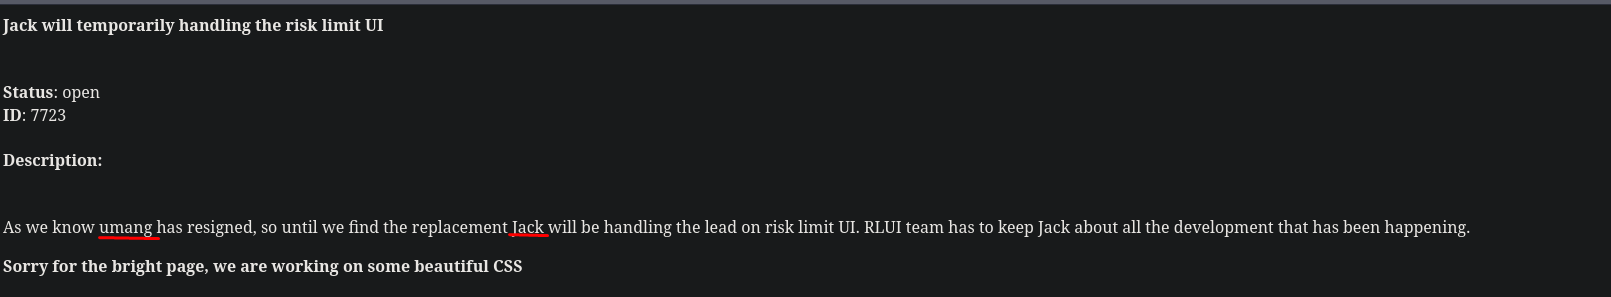 Jack will temporarily handling the risk limit UI
Status: open
ID: 7723
Description:
As we know umang has resigned, so until we find the replacement Jack will be handling the lead on risk limit UI. RLUI team has to keep Jack about all the development that has been happening.
Sorry for the bright page, we are working on some beautiful CSS